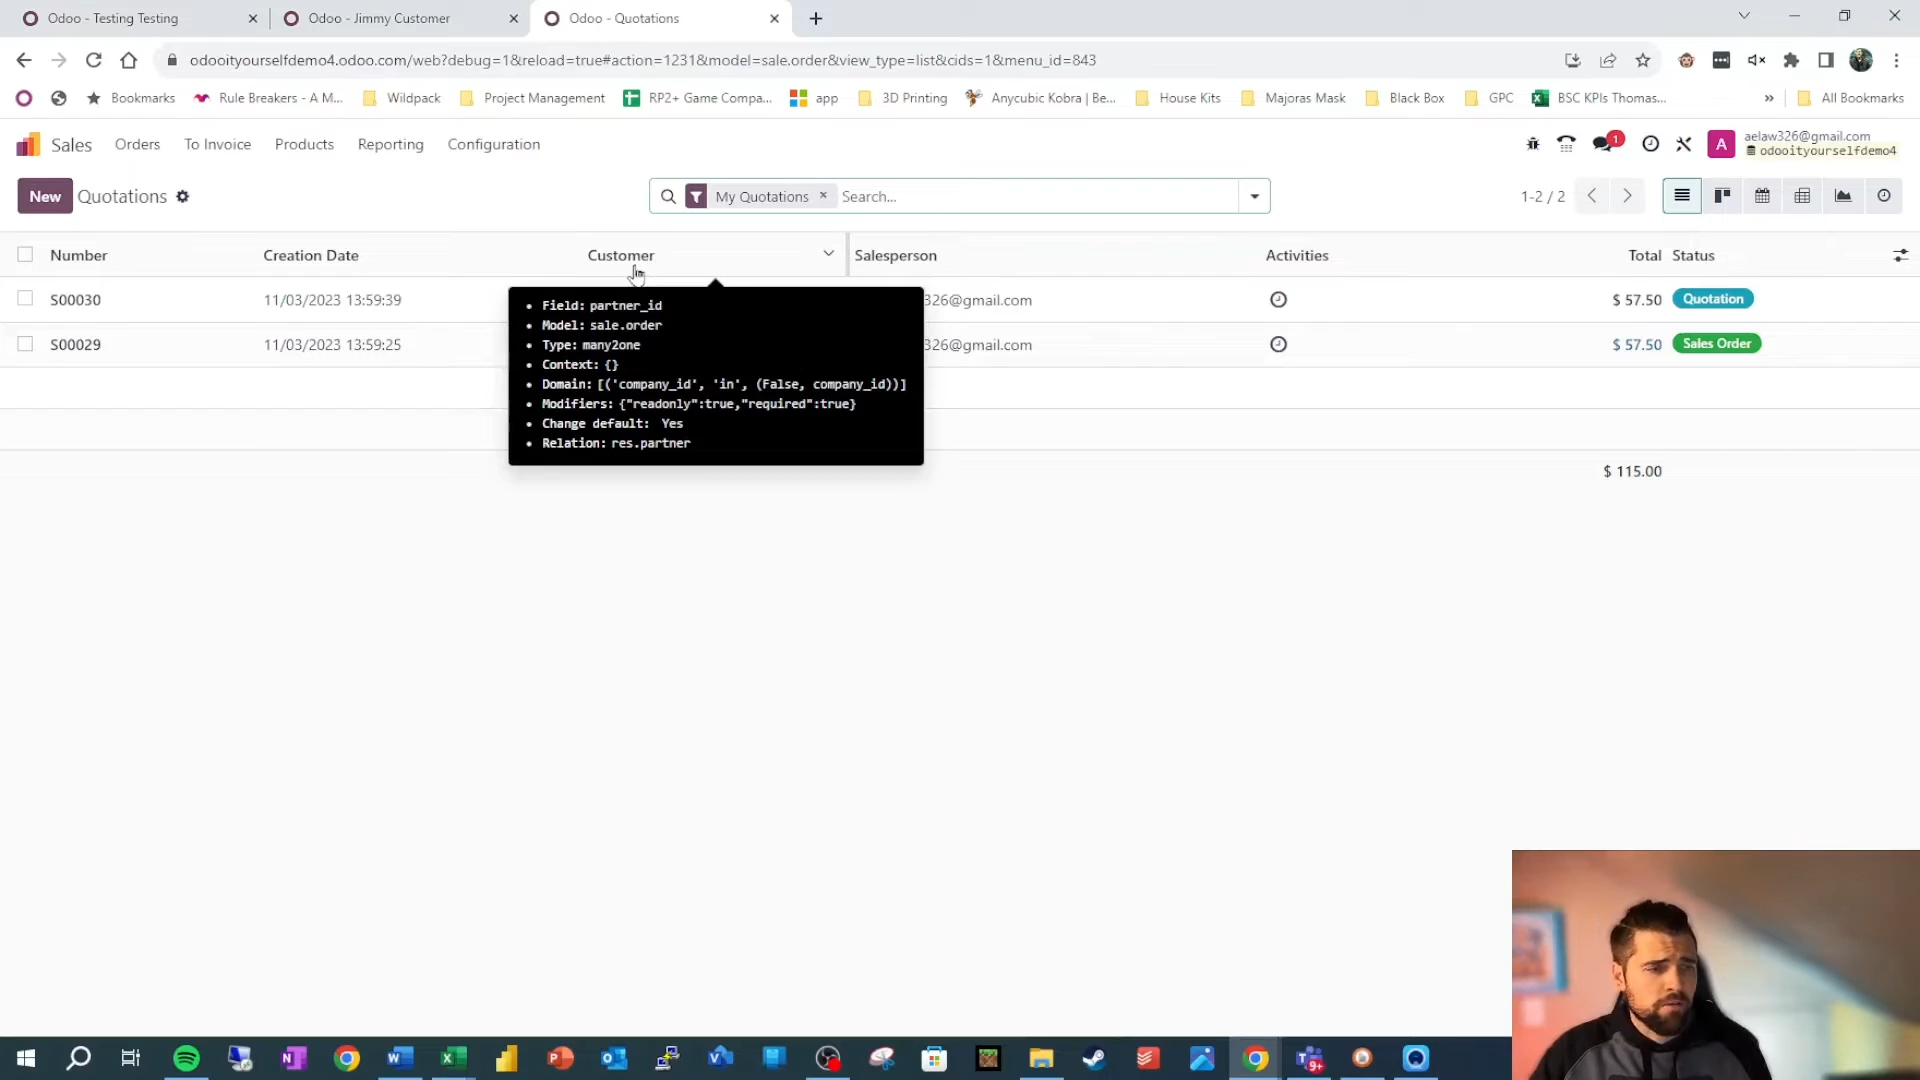 Odoo - Testing Testing
Odoo - Jimmy Customer
Odoo - Quotations
odooityourselfdemo4.odoo.com/web?debug=1&reload=true#action=1231&model=sale.order&view_type=list&cids=1&menu_id=843
Bookmarks
Rule Breakers - A M...
Wildpack
Project Management
RP2+ Game Compa...
app
3D Printing
Anycubic Kobra | Be...
House Kits
Majoras Mask
Black Box
GPC
BSC KPIs Thomas...
»
All Bookmarks
Sales
Orders
To Invoice
Products
Reporting
Configuration
1
A
aelaw326@gmail.com
odooityourselfdemo4
New
Quotations
My Quotations ×
Search...
1-2 / 2
Number
Creation Date
Customer
Salesperson
Activities
Total
Status
S00030
11/03/2023 13:59:39
326@gmail.com
$ 57.50
Quotation
S00029
11/03/2023 13:59:25
326@gmail.com
$ 57.50
Sales Order
• Field: partner_id
• Model: sale.order
• Type: many2one
• Context: {}
• Domain: [('company_id', 'in', (False, company_id))]
• Modifiers: {"readonly":true,"required":true}
• Change default: Yes
• Relation: res.partner
$ 115.00
9+